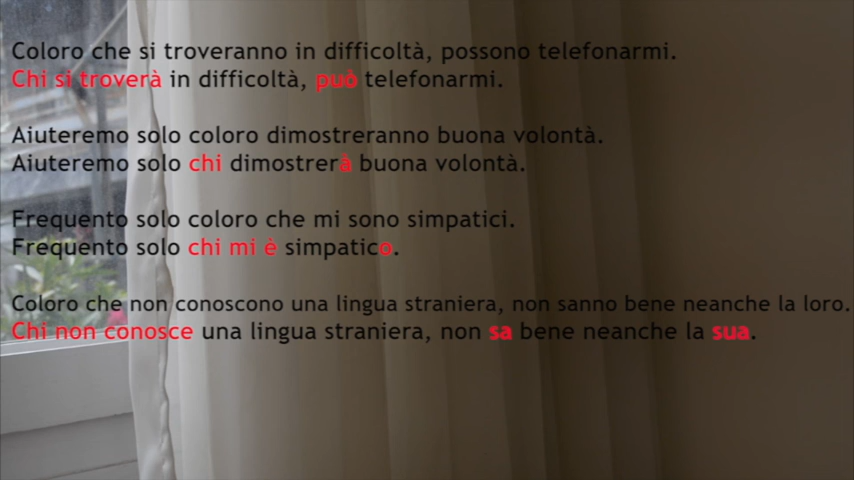 Coloro che si troveranno in difficoltà, possono telefonarmi.
Chi si troverà in difficoltà, può telefonarmi.
Aiuteremo solo coloro dimostreranno buona volontà.
Aiuteremo solo chi dimostrerà buona volontà.
Frequento solo coloro che mi sono simpatici.
Frequento solo chi mi è simpatico.
Coloro che non conoscono una lingua straniera, non sanno bene neanche la loro.
Chi non conosce una lingua straniera, non sa bene neanche la sua.